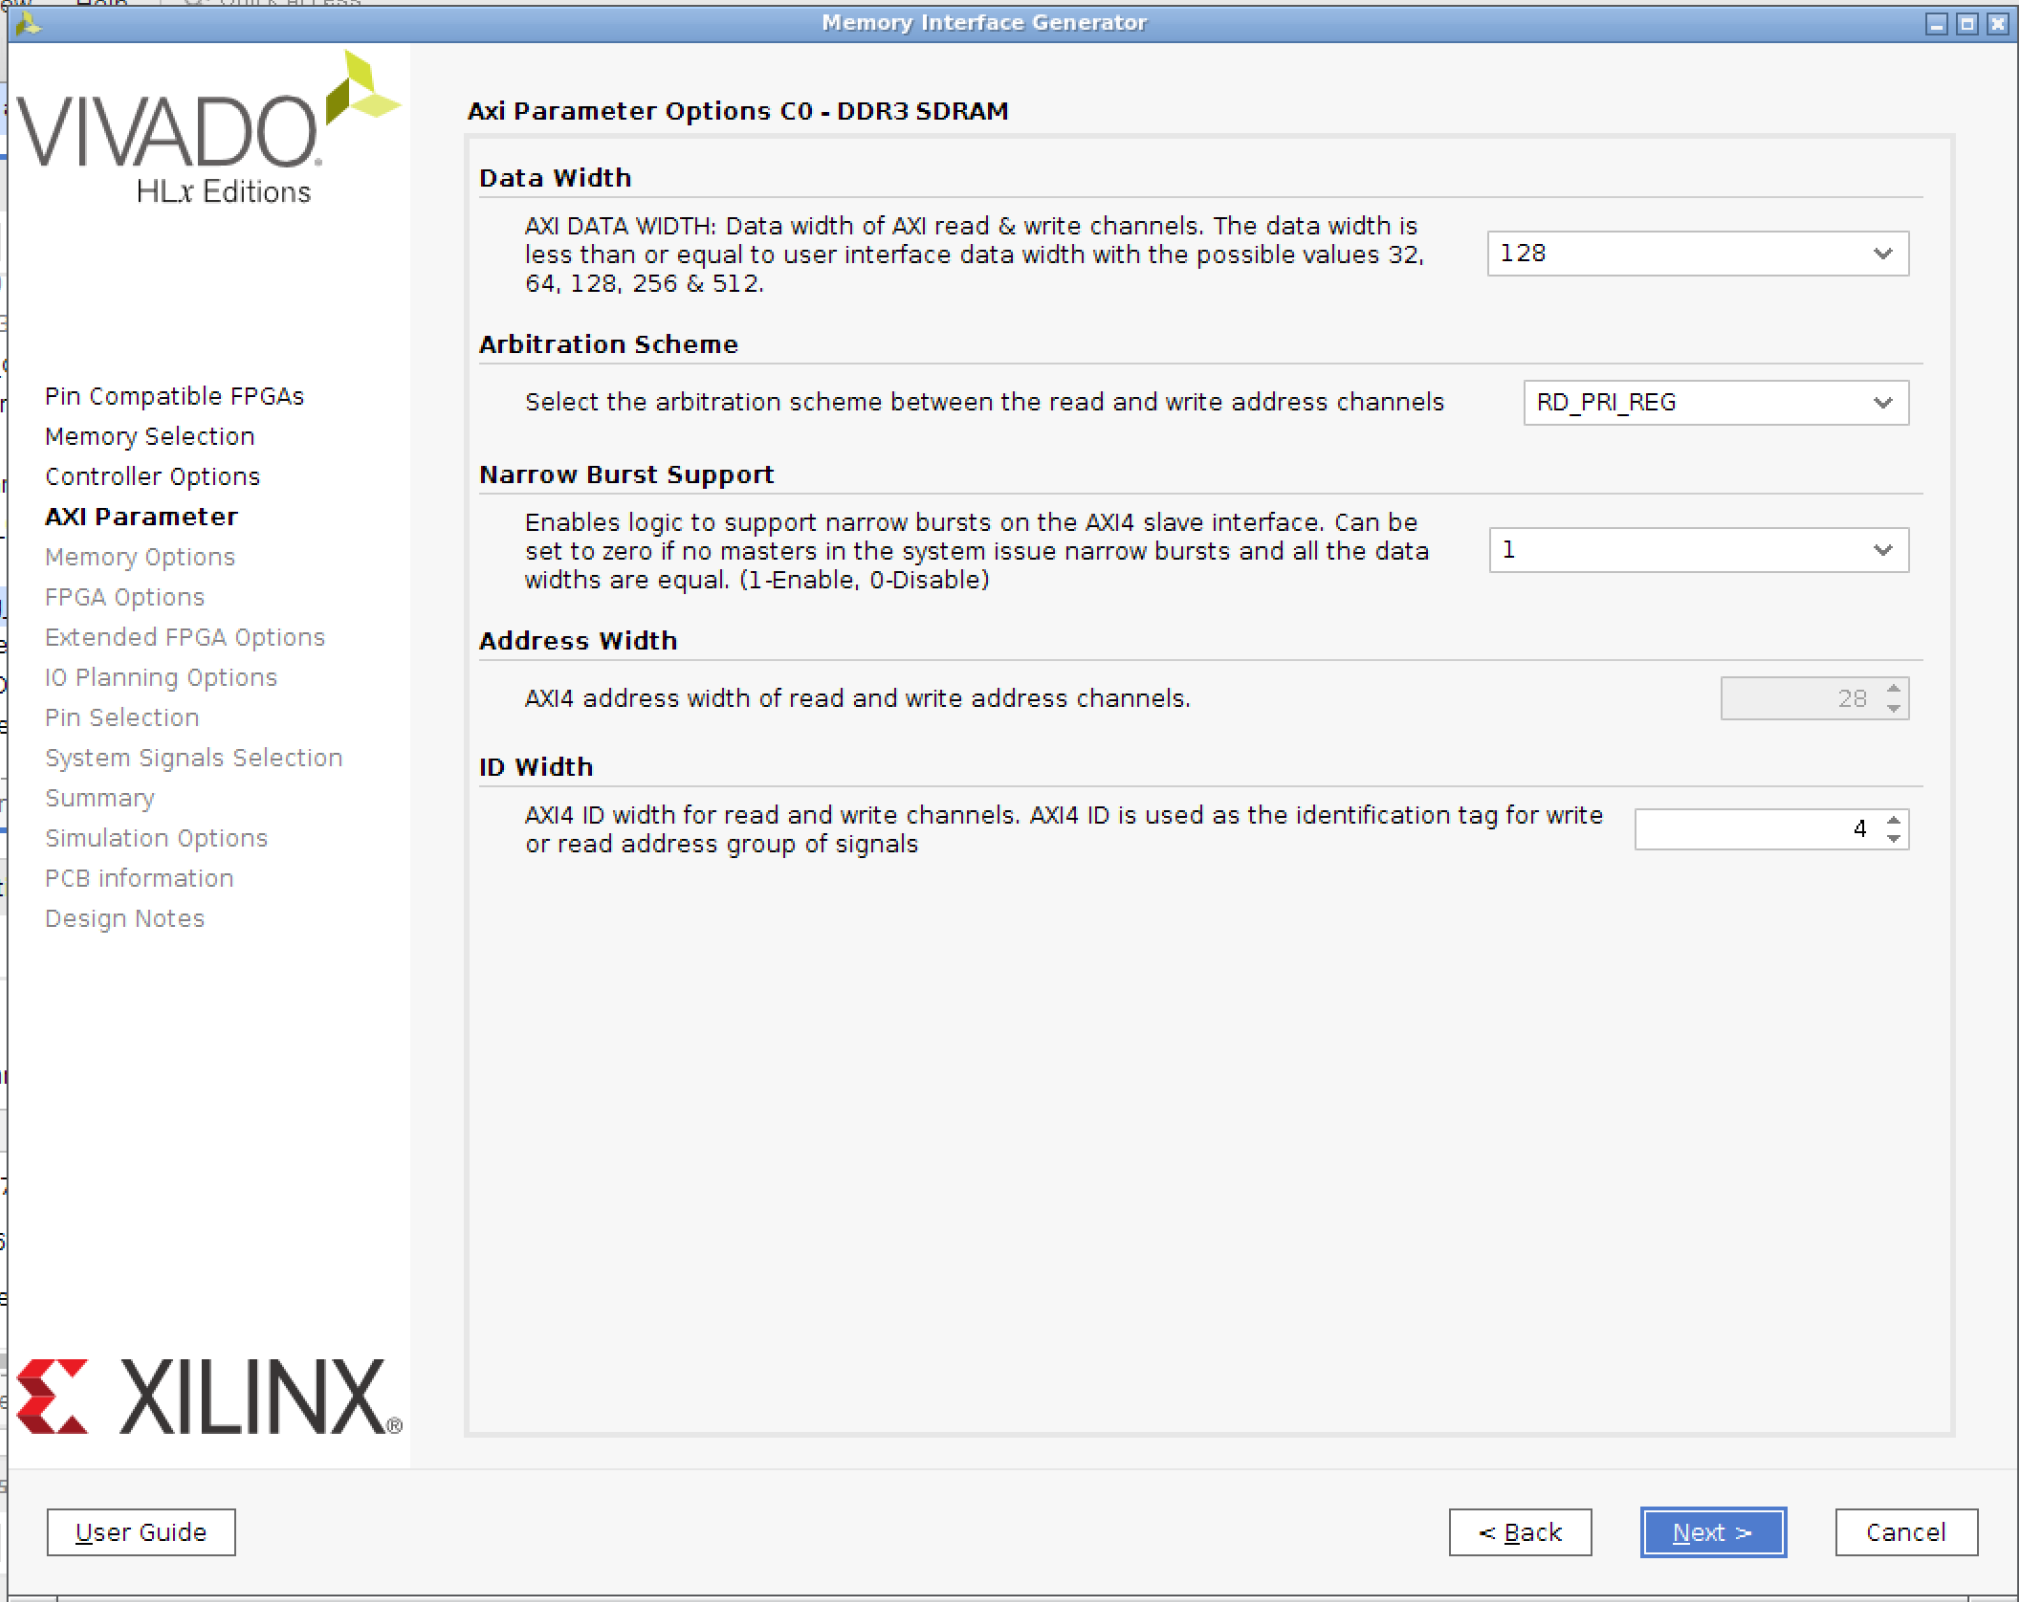 Memory Interface Generator
VIVADO.
HLx Editions
Pin Compatible FPGAs
Memory Selection
Controller Options
AXI Parameter
Memory Options
FPGA Options
Extended FPGA Options
IO Planning Options
Pin Selection
System Signals Selection
Summary
Simulation Options
PCB information
Design Notes
XILINX®
Axi Parameter Options C0 - DDR3 SDRAM
Data Width
AXI DATA WIDTH: Data width of AXI read & write channels. The data width is
less than or equal to user interface data width with the possible values 32,
64, 128, 256 & 512.
128
Arbitration Scheme
Select the arbitration scheme between the read and write address channels
RD_PRI_REG
Narrow Burst Support
Enables logic to support narrow bursts on the AXI4 slave interface. Can be
set to zero if no masters in the system issue narrow bursts and all the data
widths are equal. (1-Enable, 0-Disable)
1
Address Width
AXI4 address width of read and write address channels.
28
ID Width
AXI4 ID width for read and write channels. AXI4 ID is used as the identification tag for write
or read address group of signals
4
User Guide
< Back
Next >
Cancel